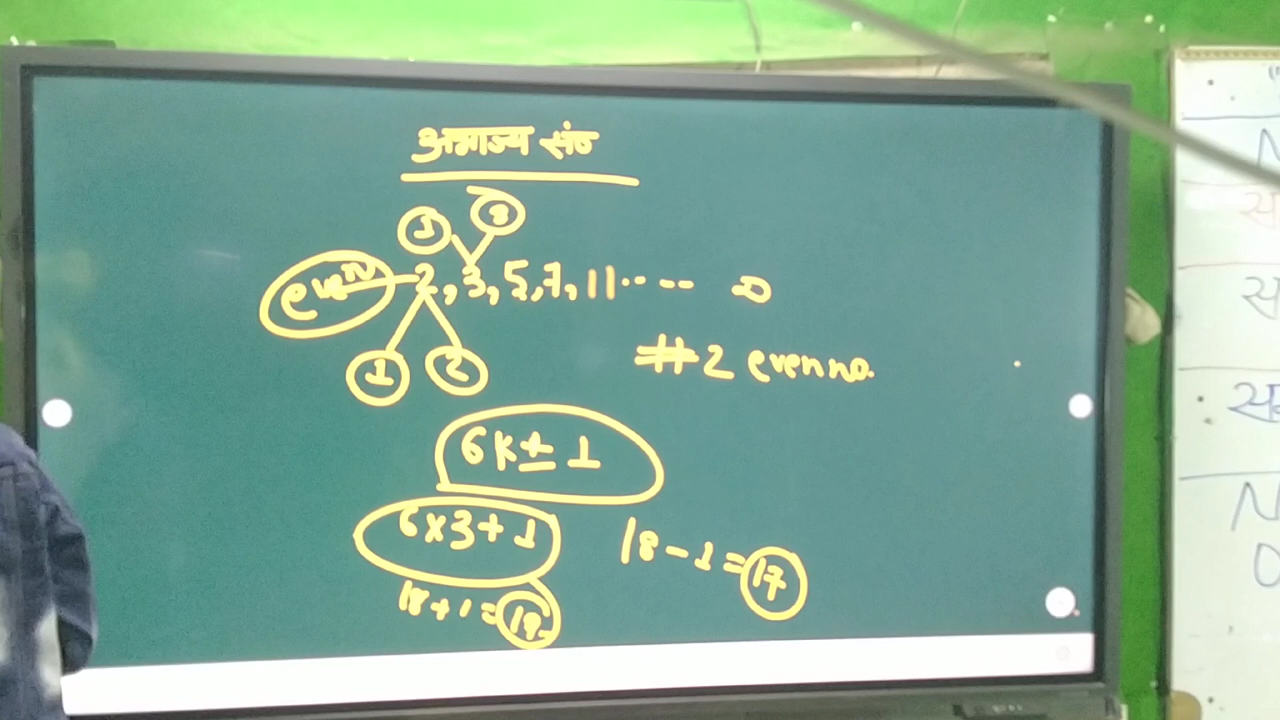 अभाज्य संख
1 3
even 2, 3, 5, 7, 11.. -- ∞
1 2
# 2 even no.
6k ± 1
6×3+1
18-1=17
18+1=19
N
स
स
स
N
O